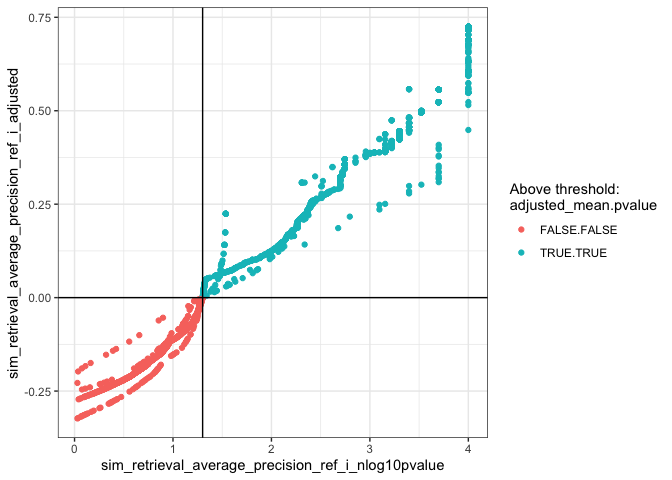 0.75
0.50
0.25
0.00
-0.25
sim_retrieval_average_precision_ref_i_adjusted
0
1
2
3
4
sim_retrieval_average_precision_ref_i_nlog10pvalue
Above threshold:
adjusted_mean.pvalue
FALSE.FALSE
TRUE.TRUE